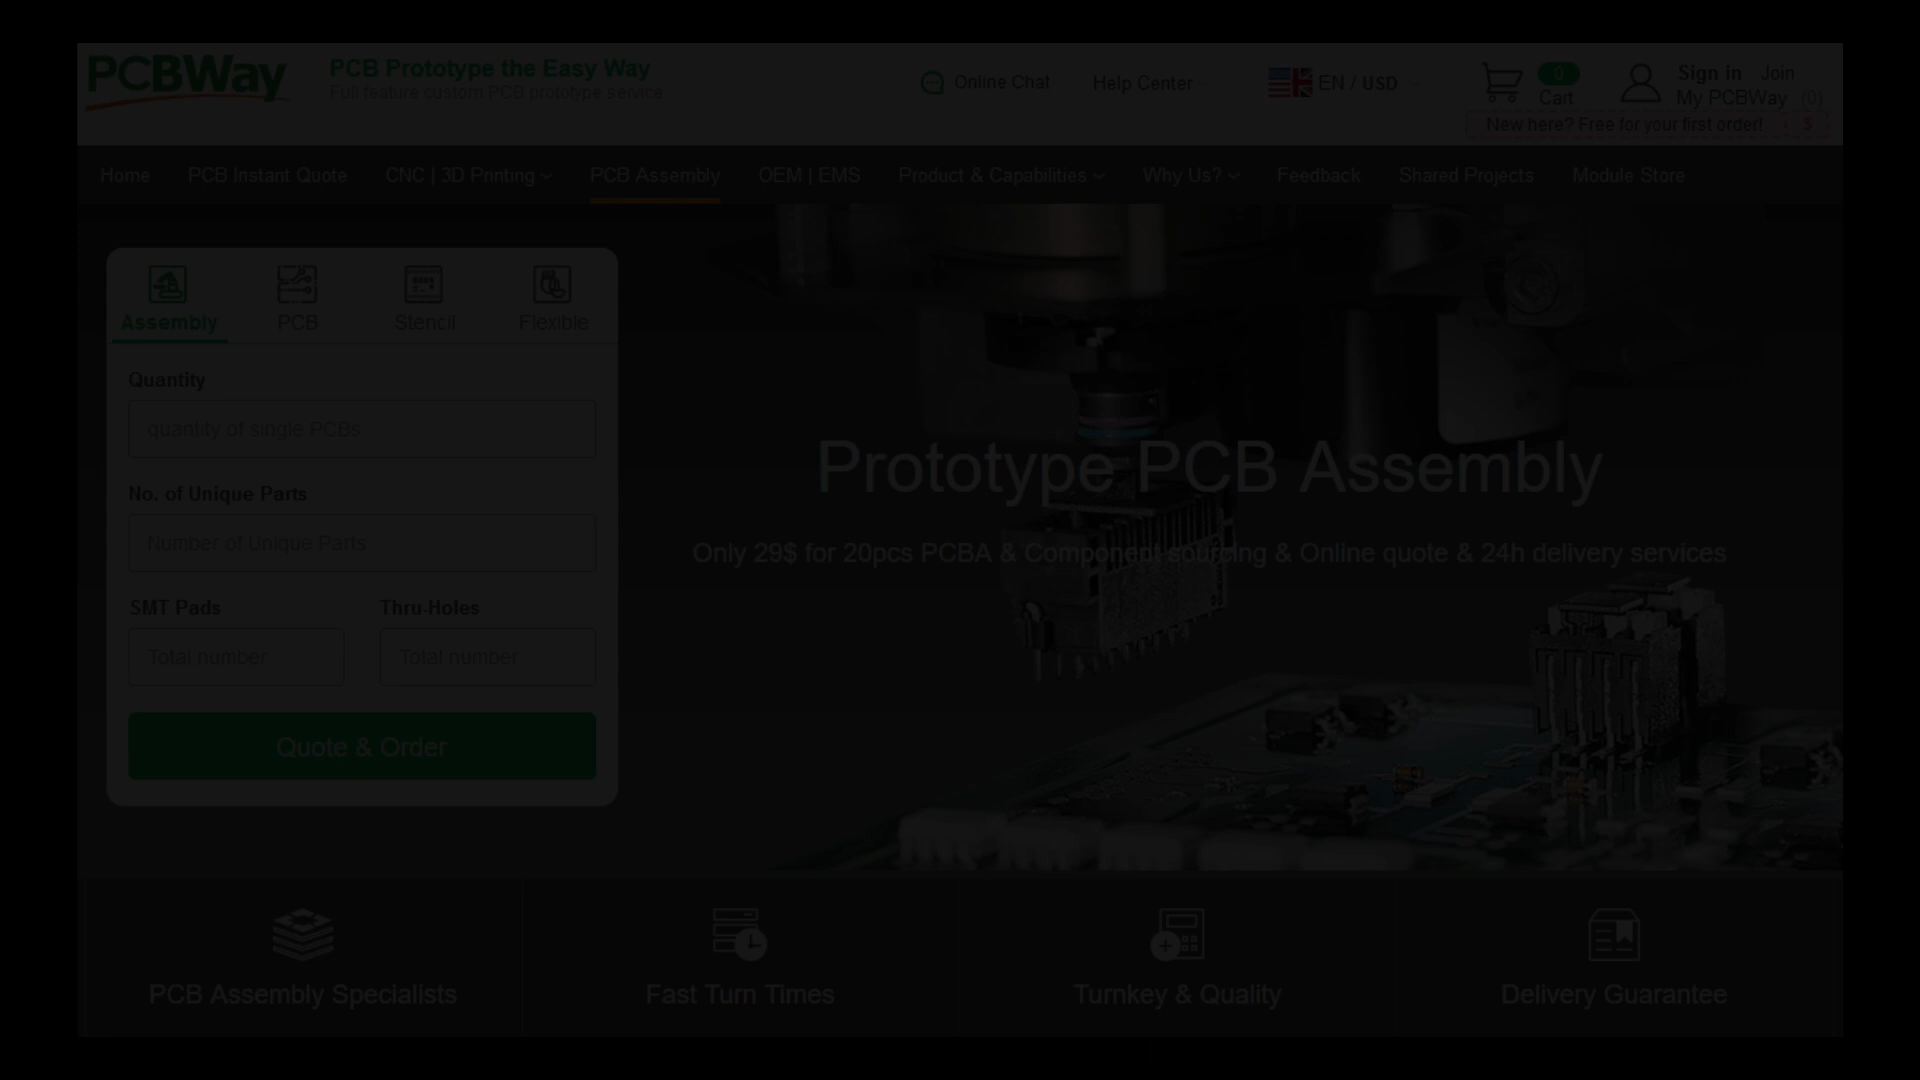 PCBWay
PCB Prototype the Easy Way
Full feature custom PCB prototype service
Online Chat
Help Center
EN / USD
0
Cart
Sign in Join
My PCBWay (0)
New here? Free for your first order! $
Home
PCB Instant Quote
CNC | 3D Printing
PCB Assembly
OEM | EMS
Product & Capabilities
Why Us?
Feedback
Shared Projects
Module Store
Assembly
PCB
Stencil
Flexible
Quantity
quantity of single PCBs
No. of Unique Parts
Number of Unique Parts
SMT Pads
Thru-Holes
Total number
Total number
Quote & Order
Prototype PCB Assembly
Only 29$ for 20pcs PCBA & Component sourcing & Online quote & 24h delivery services
PCB Assembly Specialists
Fast Turn Times
Turnkey & Quality
Delivery Guarantee